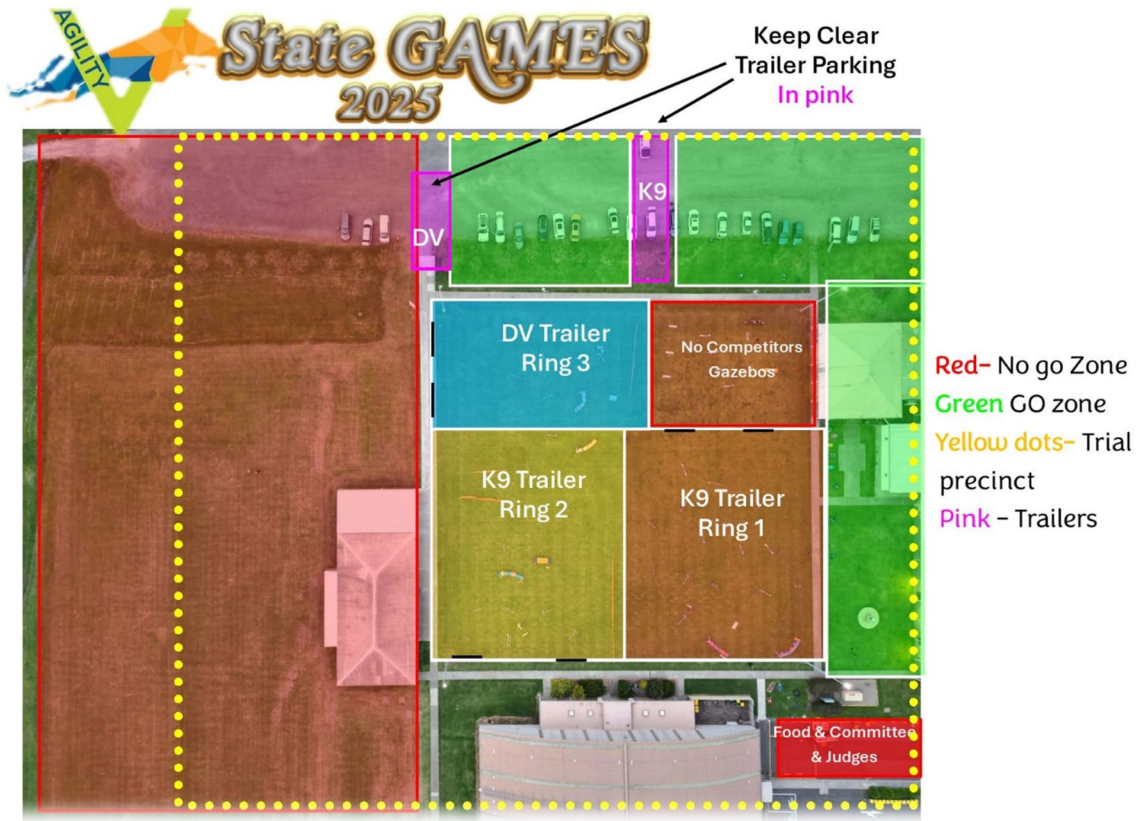 AGILITY
State GAMES
2025
Keep Clear
Trailer Parking
In pink
DV
K9
DV Trailer
Ring 3
No Competitors
Gazebos
K9 Trailer
Ring 2
K9 Trailer
Ring 1
Red– No go Zone
Green GO zone
Yellow dots– Trial
precinct
Pink – Trailers
Food & Committee
& Judges